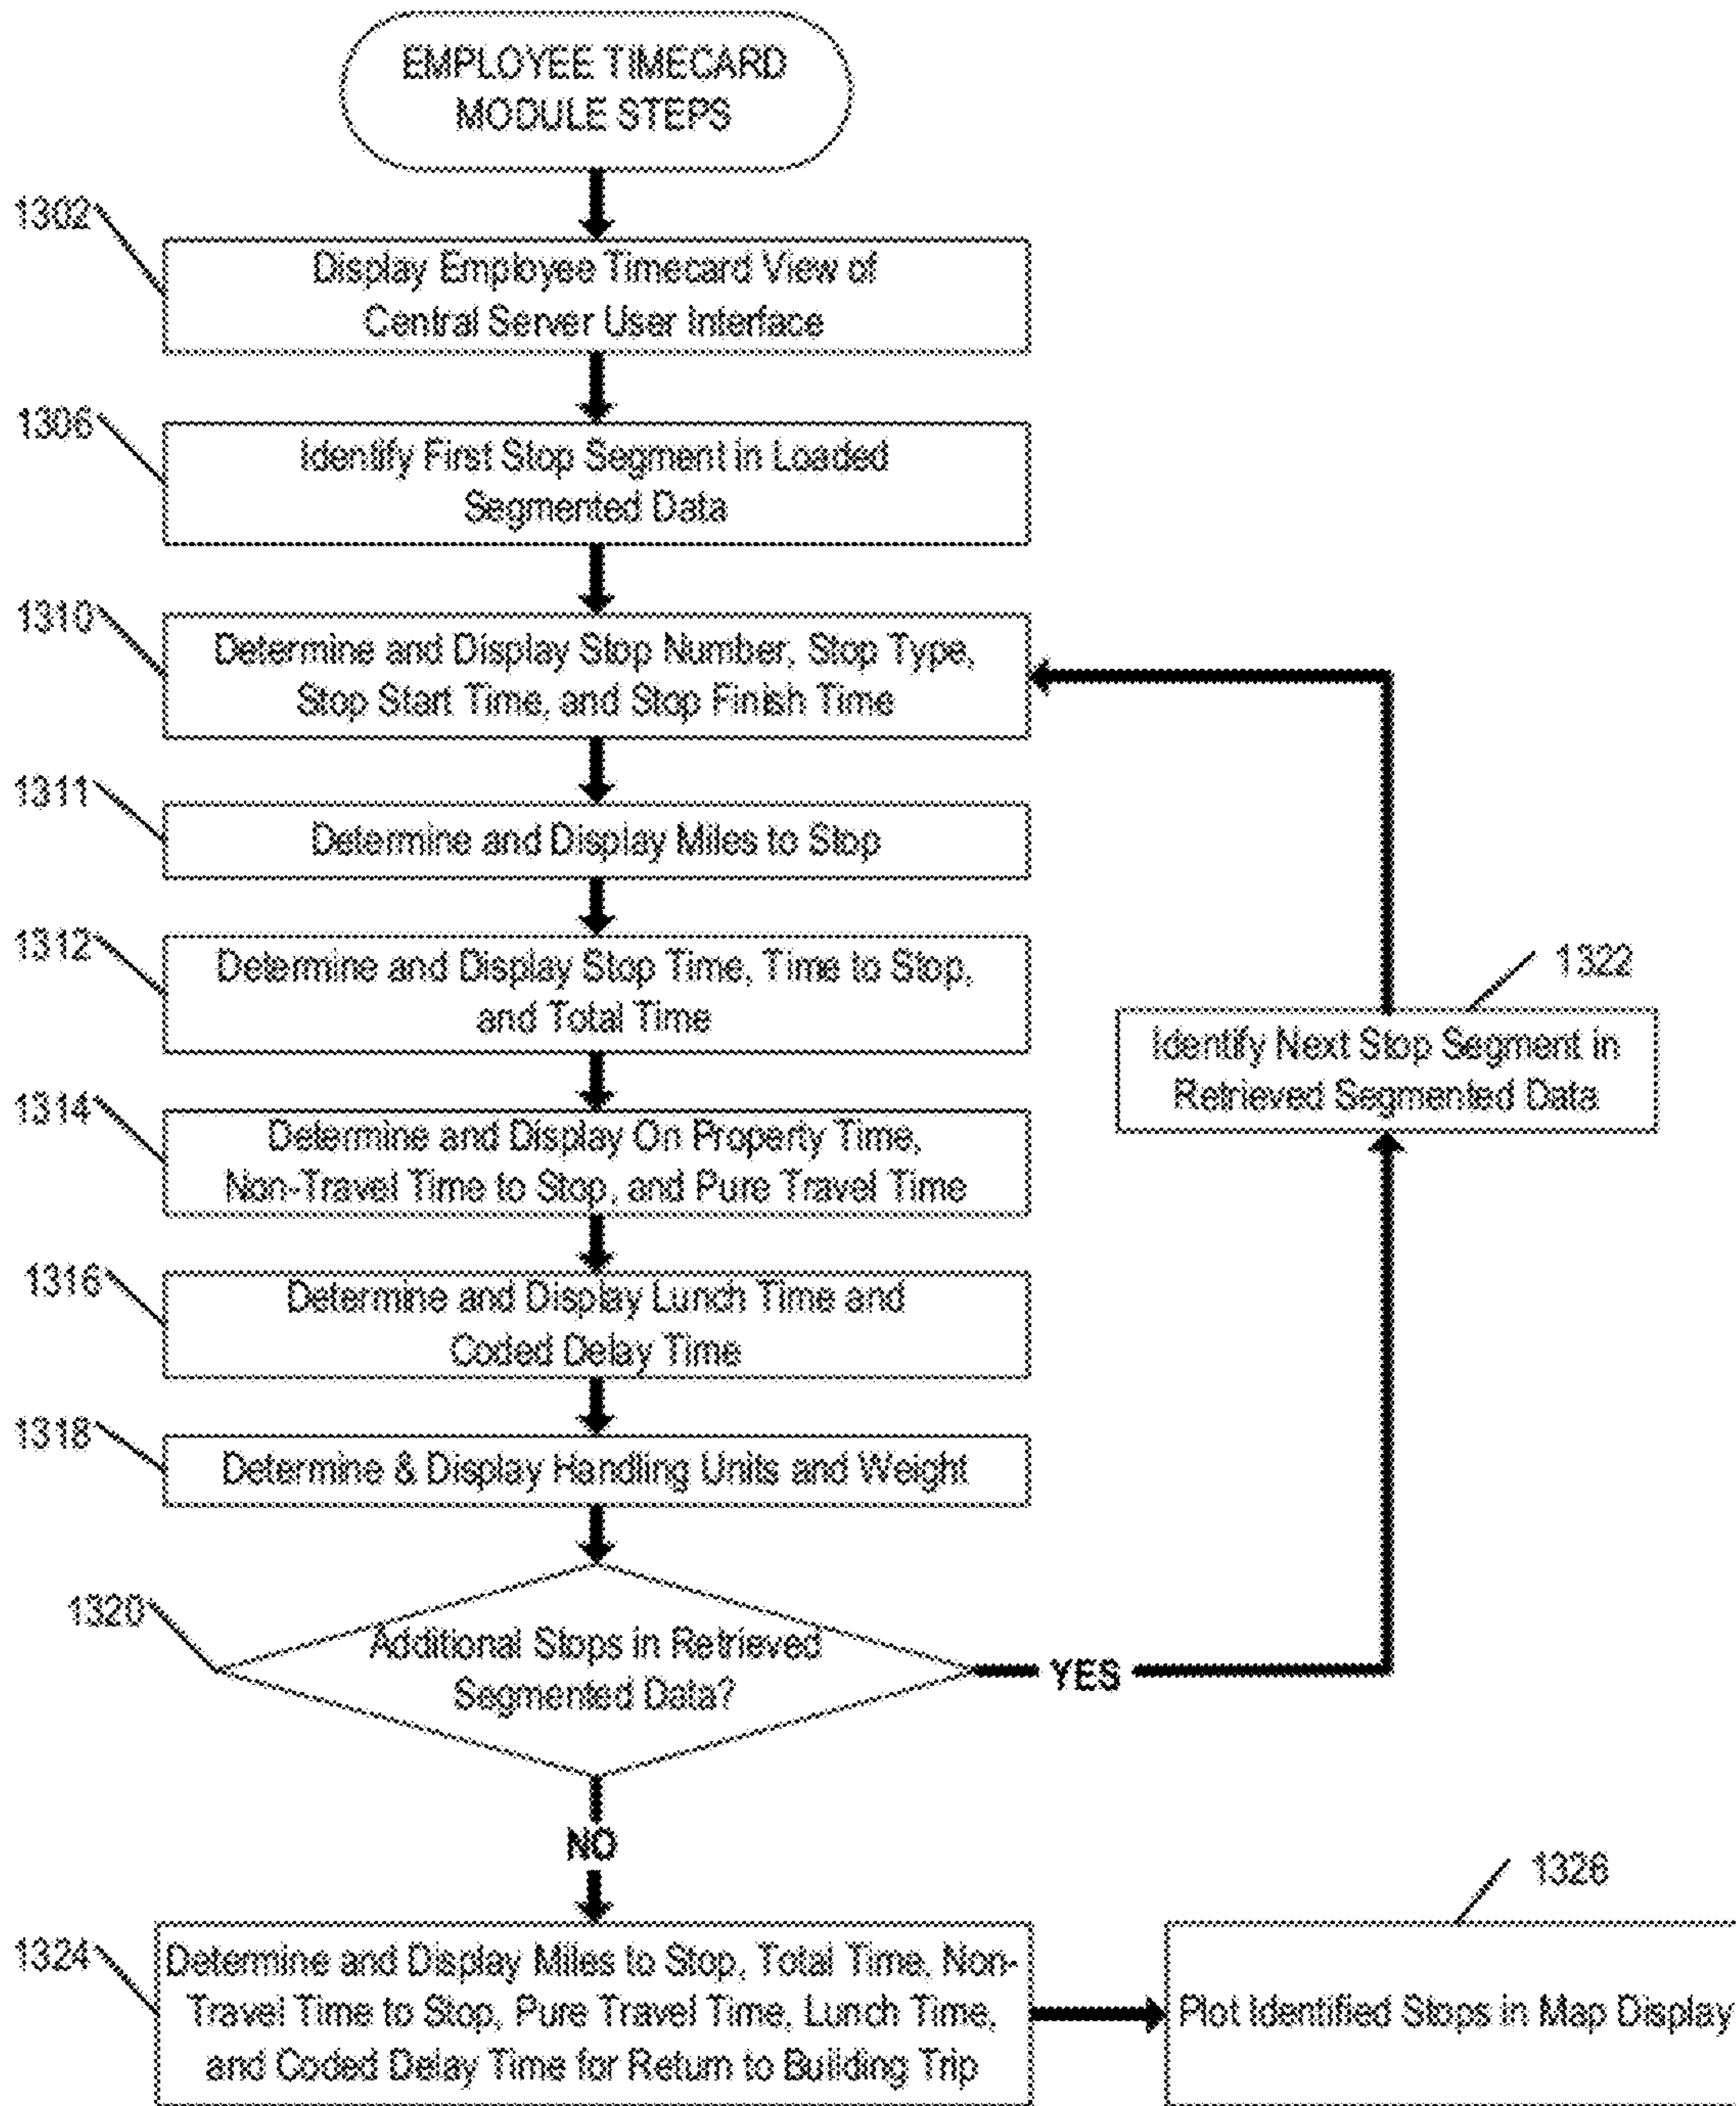 EMPLOYEE TIMECARD
MODULE STEPS
1302
Display Employee Timecard View of
Central Server User Interface
1306
Identify First Stop Segment in Loaded
Segmented Data
1310
Determine and Display Stop Number, Stop Type,
Stop Start Time, and Stop Finish Time
1311
Determine and Display Miles to Stop
1312
Determine and Display Stop Time, Time to Stop,
and Total Time
1322
Identify Next Stop Segment in
Retrieved Segmented Data
1314
Determine and Display On Property Time,
Non-Travel Time to Stop, and Pure Travel Time
1316
Determine and Display Lunch Time and
Coded Delay Time
1318
Determine & Display Handling Units and Weight
1320
Additional Stops in Retrieved
Segmented Data?
YES
NO
1324
Determine and Display Miles to Stop, Total Time, Non-
Travel Time to Stop, Pure Travel Time, Lunch Time,
and Coded Delay Time for Return to Building Trip
1326
Plot Identified Stops in Map Display